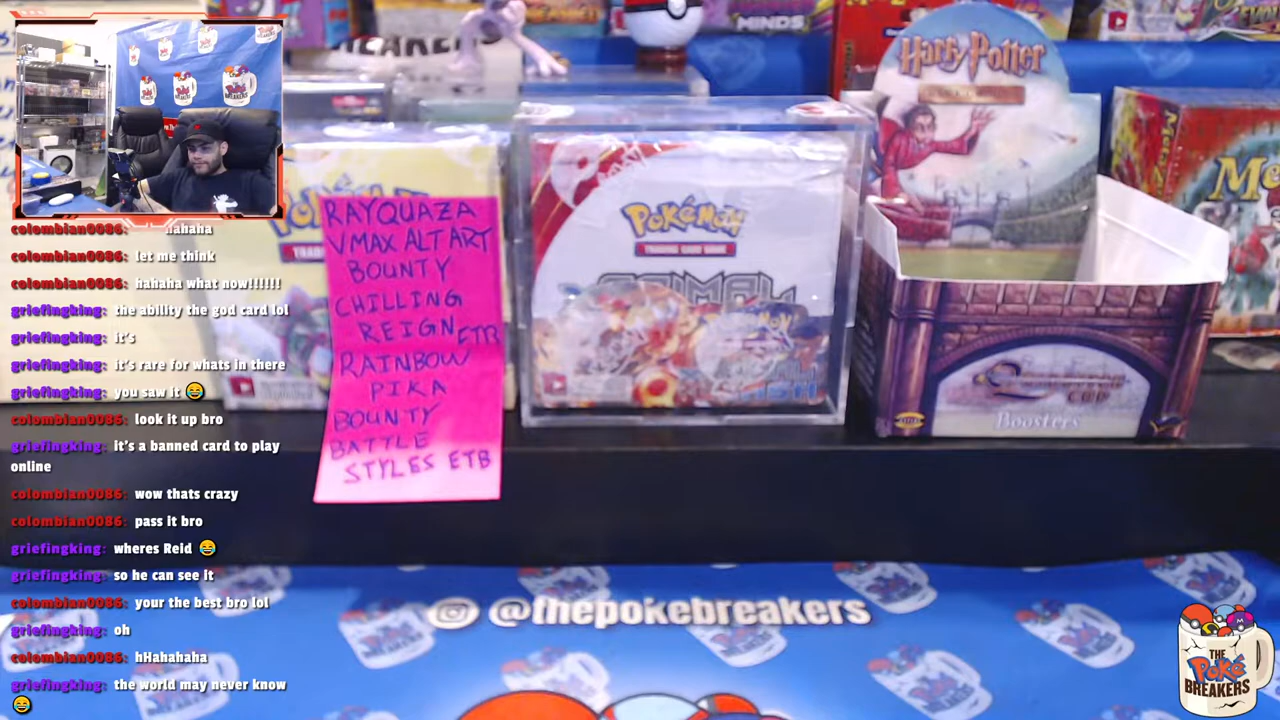 colombian0086: hahaha
colombian0086: let me think
colombian0086: hahaha what now!!!!!!
griefingking: the ability the god card lol
griefingking: it's
griefingking: it's rare for whats in there
griefingking: you saw it 😂
colombian0086: look it up bro
griefingking: it's a banned card to play
online
colombian0086: wow thats crazy
colombian0086: pass it bro
griefingking: wheres Reid 😂
griefingking: so he can see it
colombian0086: your the best bro lol
griefingking: oh
colombian0086: hHahahaha
griefingking: the world may never know
😂
RAYQUAZA
VMAX ALT ART
BOUNTY
CHILLING
REIGN ETB
RAINBOW
PIKA
BOUNTY
BATTLE
STYLES ETB
MINDS
POKéMON
TRADING CARD GAME
PRIMAL
Harry Potter
CUP
Boosters
@thepokebreakers
THE
Poké
BREAKERS